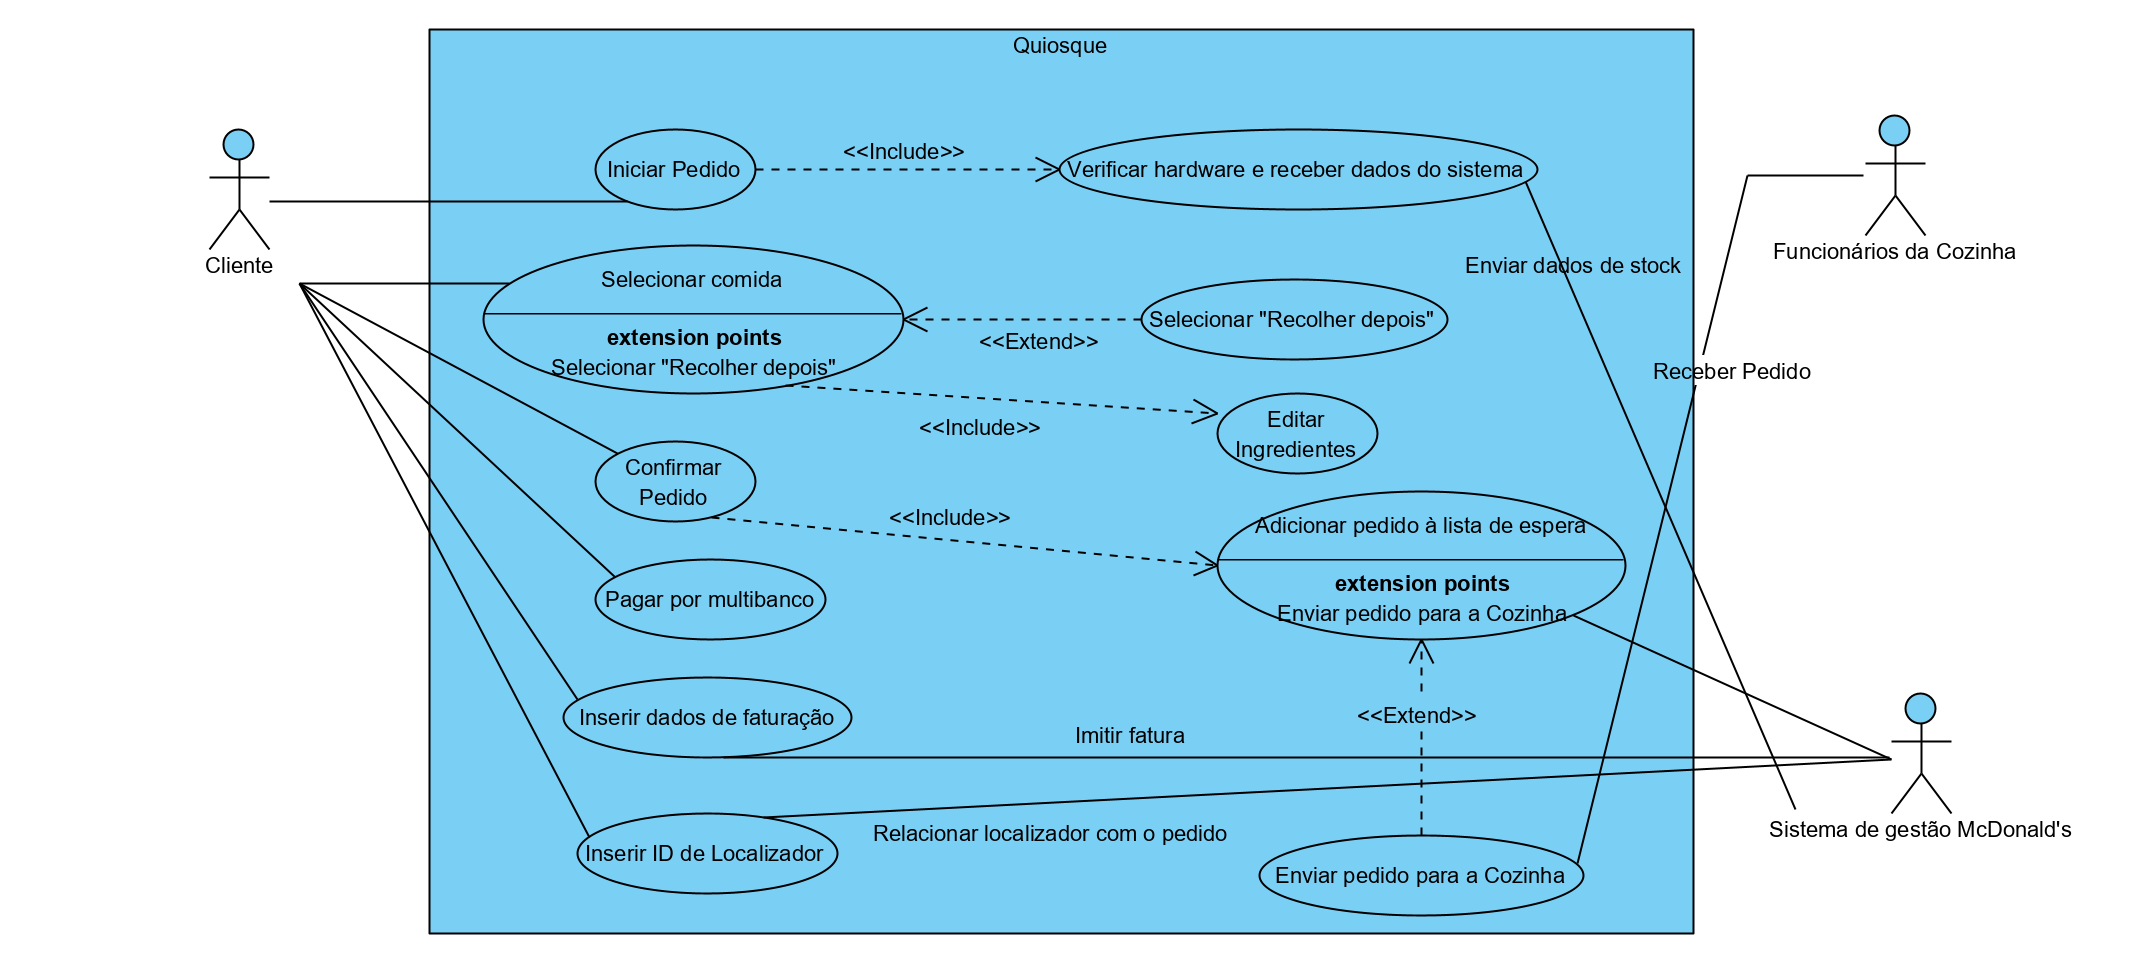 Quiosque
Iniciar Pedido
<<Include>>
Verificar hardware e receber dados do sistema
Cliente
Funcionários da Cozinha
Enviar dados de stock
Selecionar comida
extension points
Selecionar "Recolher depois"
<<Extend>>
Selecionar "Recolher depois"
Receber Pedido
<<Include>>
Editar
Ingredientes
Confirmar
Pedido
<<Include>>
Adicionar pedido à lista de espera
extension points
Enviar pedido para a Cozinha
Pagar por multibanco
Inserir dados de faturação
<<Extend>>
Imitir fatura
Relacionar localizador com o pedido
Sistema de gestão McDonald's
Inserir ID de Localizador
Enviar pedido para a Cozinha